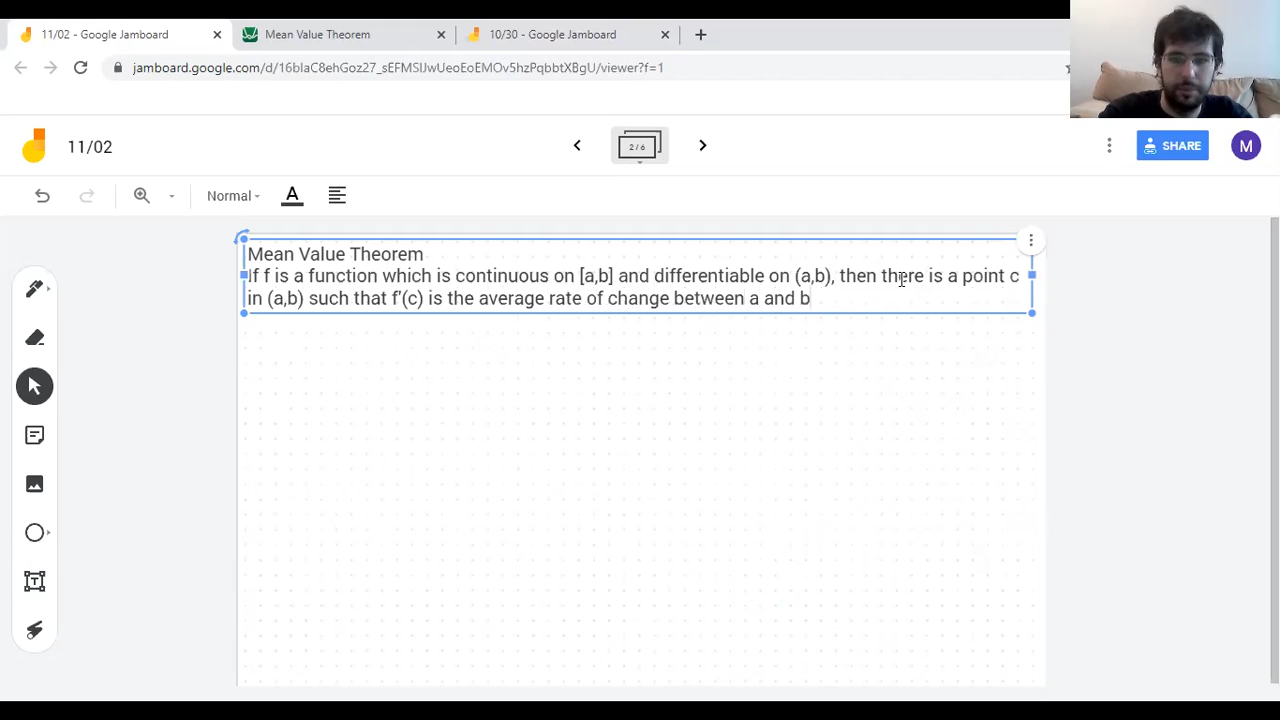 11/02 - Google Jamboard
Mean Value Theorem
10/30 - Google Jamboard
jamboard.google.com/d/16blaC8ehGoz27_sEFMSlJwUeoEoEMOv5hzPqbbtXBgU/viewer?f=1
11/02
2 / 6
SHARE
M
Normal
A
Mean Value Theorem
If f is a function which is continuous on [a,b] and differentiable on (a,b), then there is a point c
in (a,b) such that f'(c) is the average rate of change between a and b